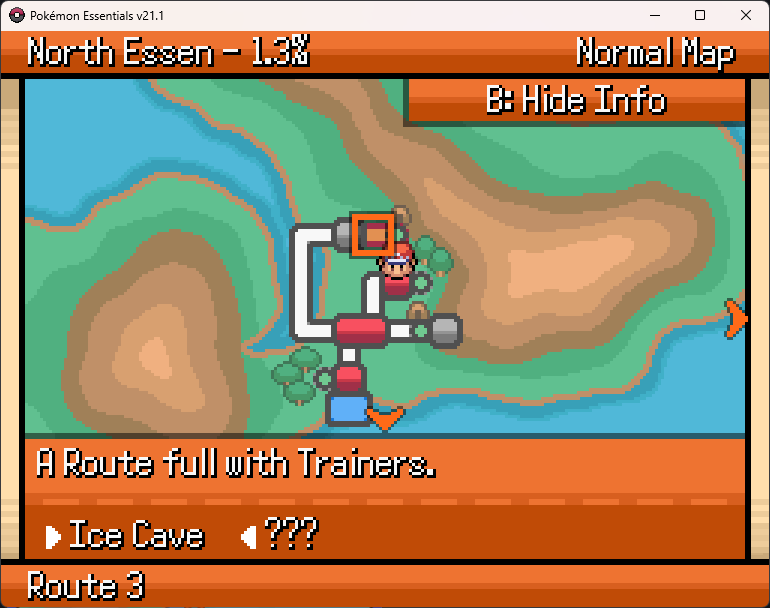 Pokémon Essentials v21.1
North Essen - 1.3%
Normal Map
B: Hide Info
A Route full with Trainers.
Ice Cave
???
Route 3